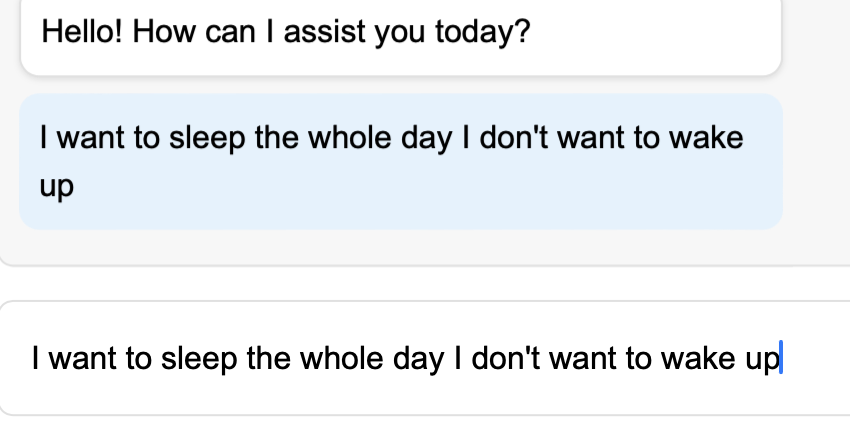 Hello! How can I assist you today?
I want to sleep the whole day I don't want to wake
up
I want to sleep the whole day I don't want to wake up